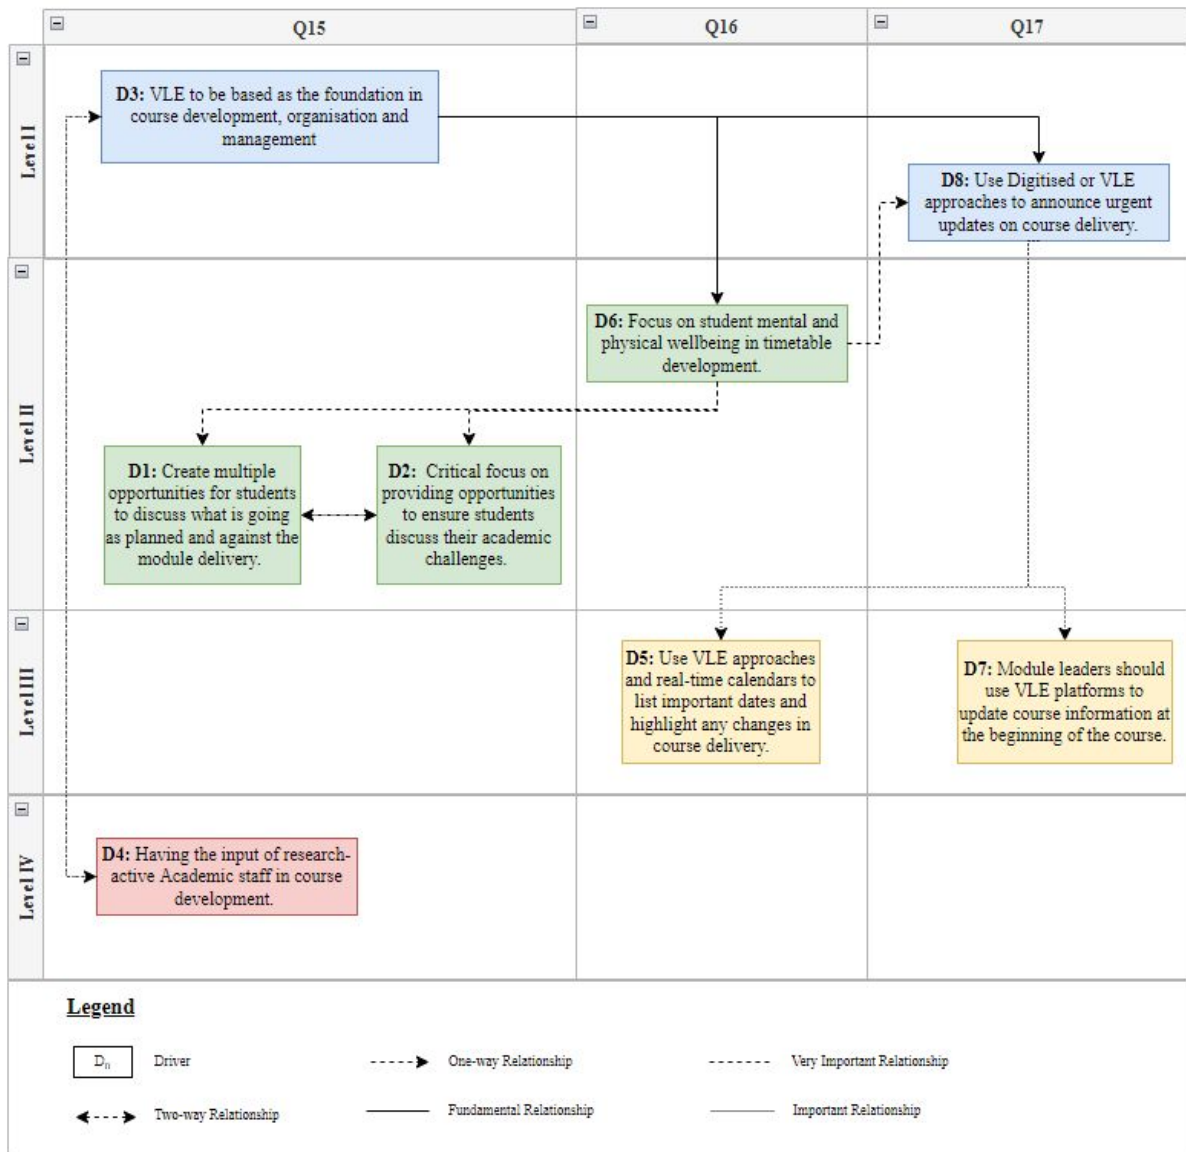 Q15
Q16
Q17
Level I
D3: VLE to be based as the foundation in
course development, organisation and
management
D8: Use Digitised or VLE
approaches to announce urgent
updates on course delivery.
Level II
D6: Focus on student mental and
physical wellbeing in timetable
development.
D1: Create multiple
opportunities for students
to discuss what is going
as planned and against the
module delivery.
D2: Critical focus on
providing opportunities
to ensure students
discuss their academic
challenges.
Level III
D5: Use VLE approaches
and real-time calendars to
list important dates and
highlight any changes in
course delivery.
D7: Module leaders should
use VLE platforms to
update course information at
the beginning of the course.
Level IV
D4: Having the input of research-
active Academic staff in course
development.
Legend
Dn
Driver
One-way Relationship
Very Important Relationship
Two-way Relationship
Fundamental Relationship
Important Relationship